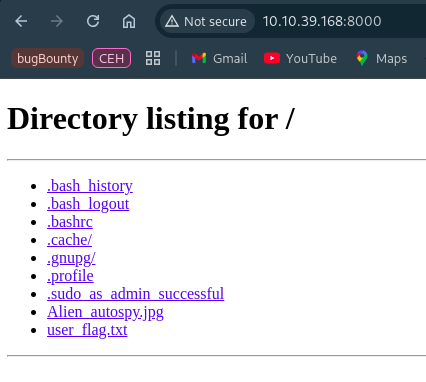 Not secure 10.10.39.168:8000
bugBounty CEH Gmail YouTube Maps
Directory listing for /
.bash_history
.bash_logout
.bashrc
.cache/
.gnupg/
.profile
.sudo_as_admin_successful
Alien_autospy.jpg
user_flag.txt